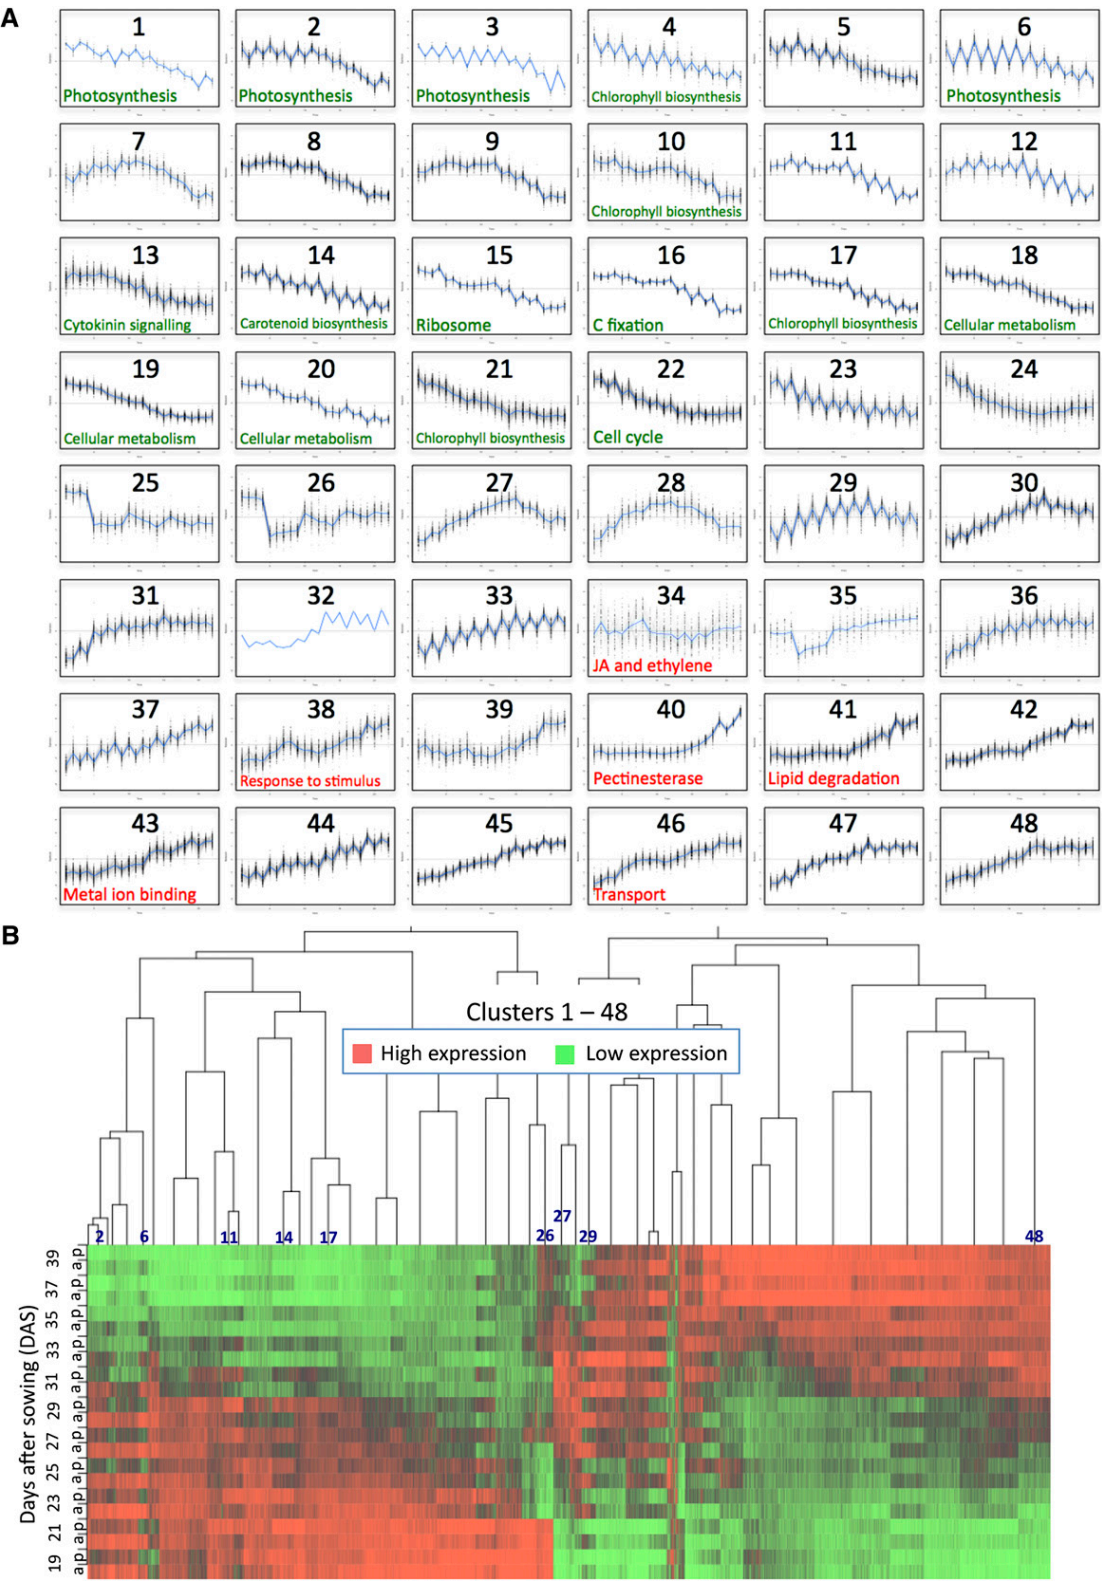 A
1 2 3 4 5 6
Photosynthesis Photosynthesis Photosynthesis Chlorophyll biosynthesis Photosynthesis
7 8 9 10 11 12
Chlorophyll biosynthesis
13 14 15 16 17 18
Cytokinin signalling Carotenoid biosynthesis Ribosome C fixation Chlorophyll biosynthesis Cellular metabolism
19 20 21 22 23 24
Cellular metabolism Cellular metabolism Chlorophyll biosynthesis Cell cycle
25 26 27 28 29 30
31 32 33 34 35 36
JA and ethylene
37 38 39 40 41 42
Response to stimulus Pectinesterase Lipid degradation
43 44 45 46 47 48
Metal ion binding Transport
B
Clusters 1 – 48
High expression Low expression
2 6 11 14 17 26 27 29 48
Days after sowing (DAS)
39 p a
p a
37 p a
p a
35 p a
p a
33 p a
p a
31 p a
p a
29 p a
p a
27 p a
p a
25 p a
p a
23 p a
p a
21 p a
p a
19 p a